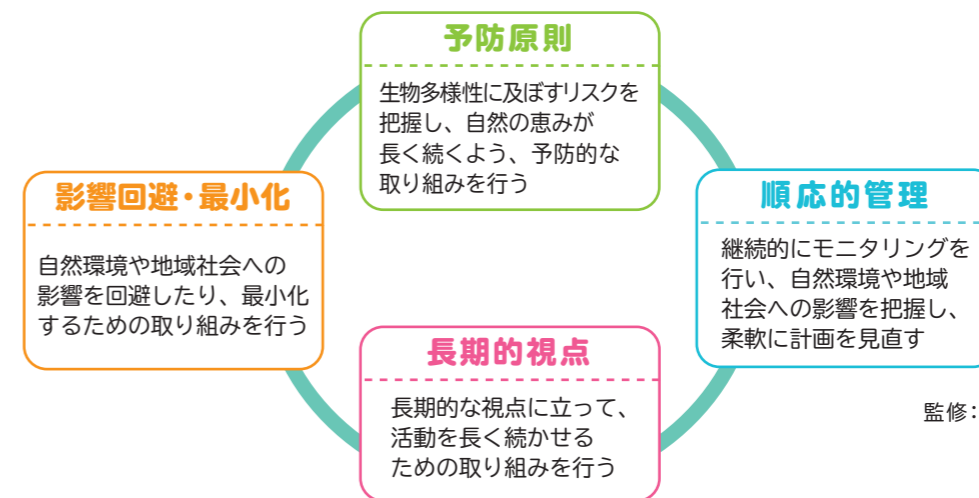 予防原則
生物多様性に及ぼすリスクを
把握し、自然の恵みが
長く続くよう、予防的な
取り組みを行う
影響回避・最小化
自然環境や地域社会への
影響を回避したり、最小化
するための取り組みを行う
順応的管理
継続的にモニタリングを
行い、自然環境や地域
社会への影響を把握し、
柔軟に計画を見直す
長期的視点
長期的な視点に立って、
活動を長く続かせる
ための取り組みを行う
監修：